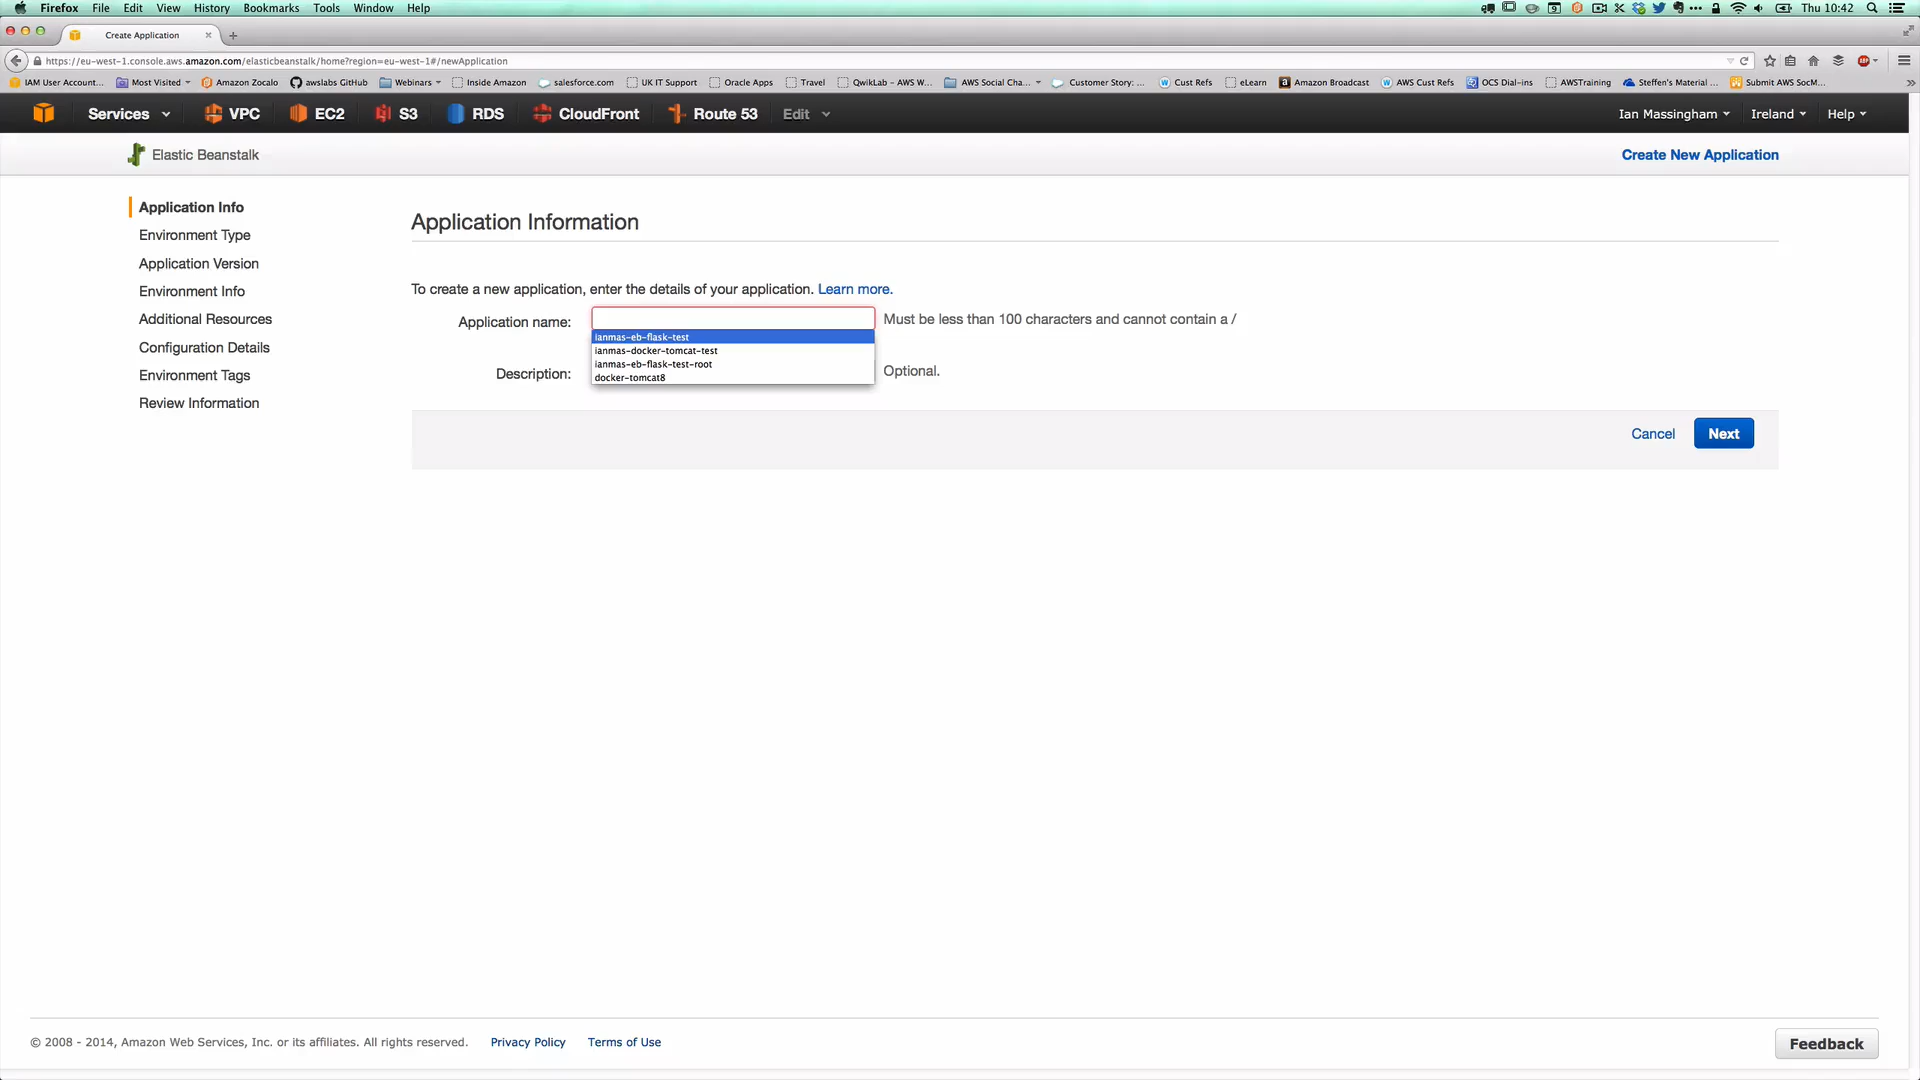 Firefox File Edit View History Bookmarks Tools Window Help Thu 10:42
Create Application
https://eu-west-1.console.aws.amazon.com/elasticbeanstalk/home?region=eu-west-1#/newApplication
IAM User Account... Most Visited Amazon Zocalo awslabs GitHub Webinars Inside Amazon salesforce.com UK IT Support Oracle Apps Travel QwikLab – AWS W... AWS Social Cha... Customer Story: ... Cust Refs eLearn Amazon Broadcast AWS Cust Refs OCS Dial-ins AWSTraining Steffen's Material ... Submit AWS SocM...
Services VPC EC2 S3 RDS CloudFront Route 53 Edit Ian Massingham Ireland Help
Elastic Beanstalk Create New Application
Application Info
Environment Type
Application Version
Environment Info
Additional Resources
Configuration Details
Environment Tags
Review Information
Application Information
To create a new application, enter the details of your application. Learn more.
Application name: Must be less than 100 characters and cannot contain a /
ianmas-eb-flask-test
ianmas-docker-tomcat-test
ianmas-eb-flask-test-root
docker-tomcat8
Description: Optional.
Cancel Next
© 2008 - 2014, Amazon Web Services, Inc. or its affiliates. All rights reserved. Privacy Policy Terms of Use
Feedback